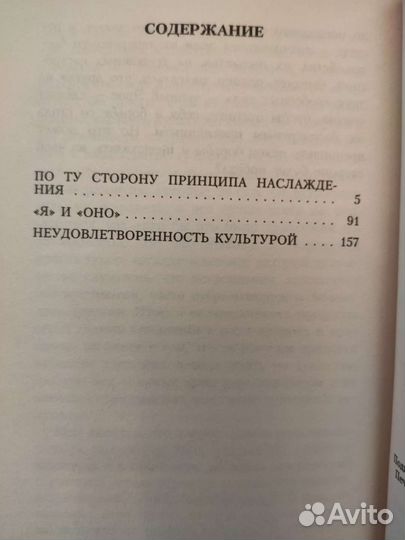 СОДЕРЖАНИЕ
ПО ТУ СТОРОНУ ПРИНЦИПА НАСЛАЖДЕ-
НИЯ . . . . . . . . . . . . . . . . . . . . . . . . . . . . 5
«Я» И «ОНО» . . . . . . . . . . . . . . . . . . . . . . 91
НЕУДОВЛЕТВОРЕННОСТЬ КУЛЬТУРОЙ . . . . 157
Avito